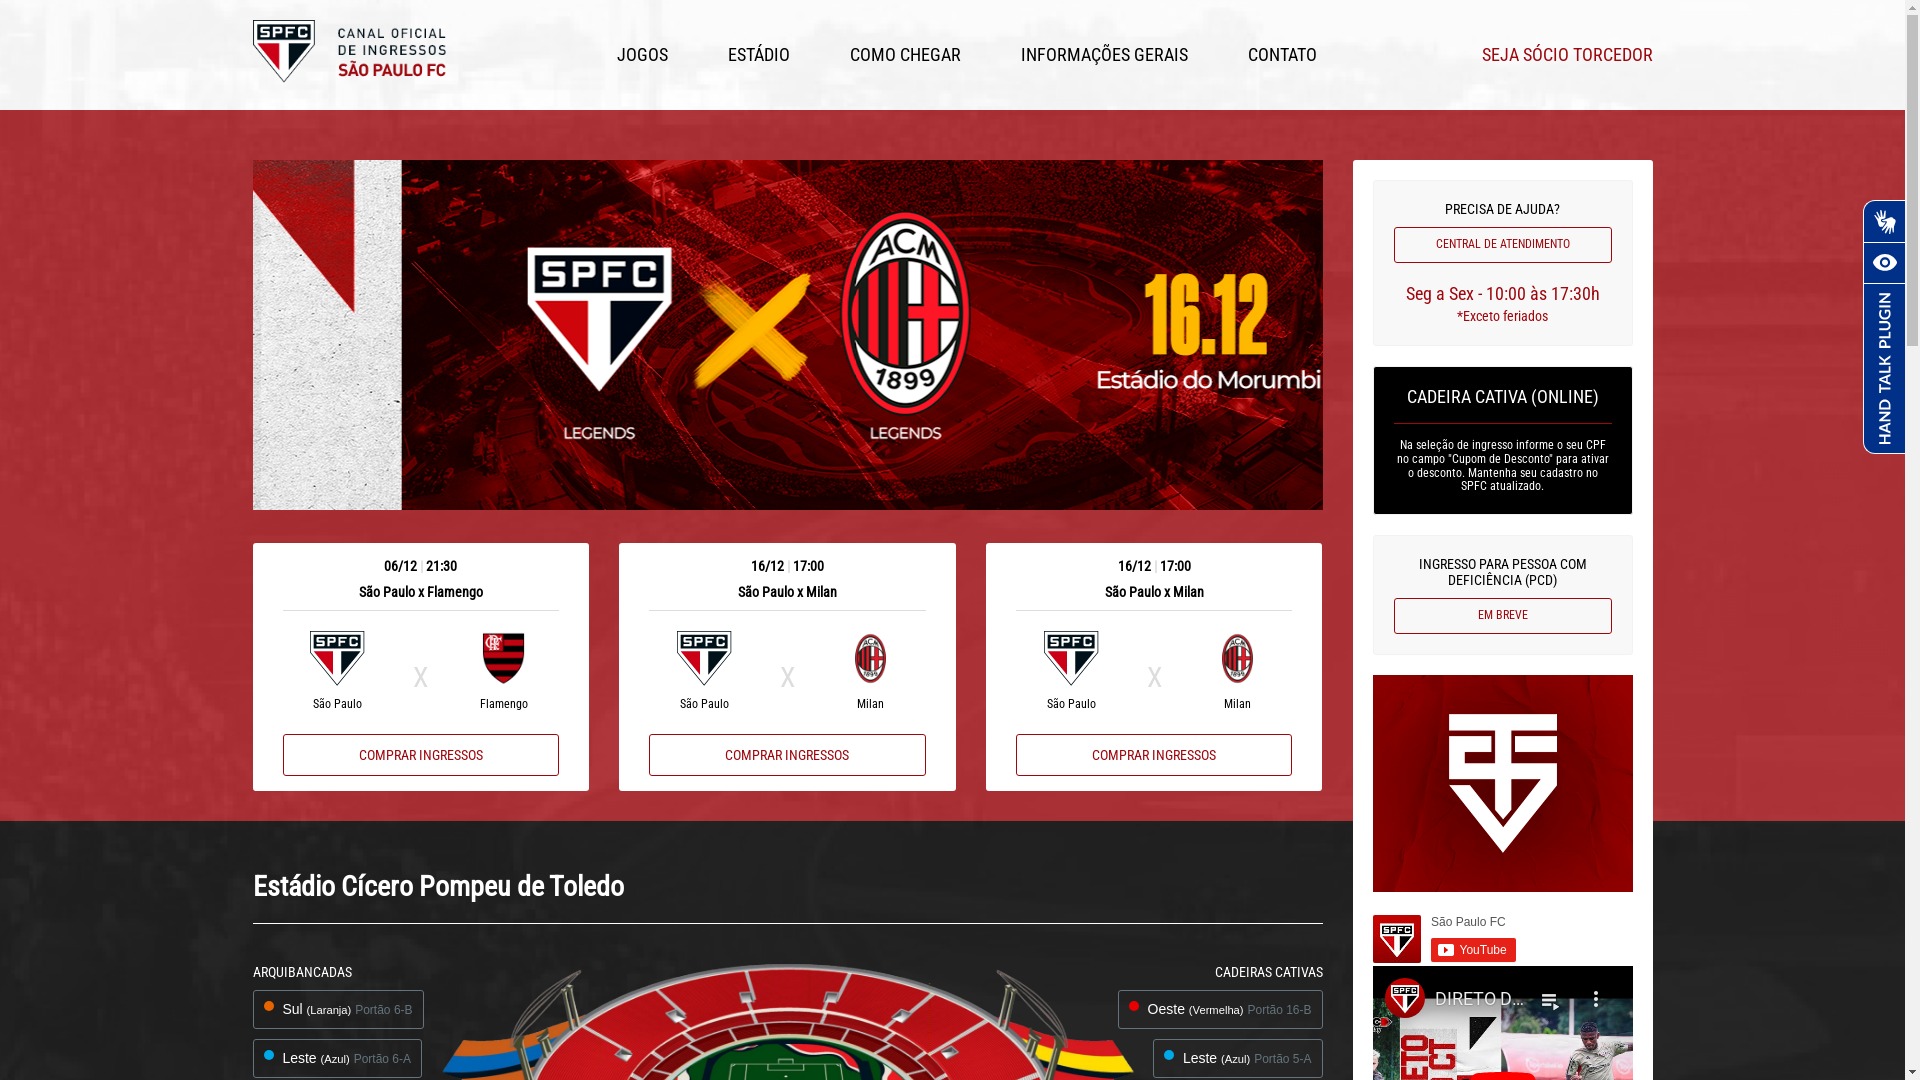 SPFC
CANAL OFICIAL
DE INGRESSOS
SÃO PAULO FC
JOGOS
ESTÁDIO
COMO CHEGAR
INFORMAÇÕES GERAIS
CONTATO
SEJA SÓCIO TORCEDOR
SPFC
LEGENDS
ACM
1899
LEGENDS
16.12
Estádio do Morumbi
PRECISA DE AJUDA?
CENTRAL DE ATENDIMENTO
Seg a Sex - 10:00 às 17:30h
*Exceto feriados
CADEIRA CATIVA (ONLINE)
Na seleção de ingresso informe o seu CPF
no campo "Cupom de Desconto" para ativar
o desconto. Mantenha seu cadastro no
SPFC atualizado.
INGRESSO PARA PESSOA COM
DEFICIÊNCIA (PCD)
EM BREVE
HAND TALK PLUGIN
06/12 | 21:30
São Paulo x Flamengo
SPFC
São Paulo
X
Flamengo
COMPRAR INGRESSOS
16/12 | 17:00
São Paulo x Milan
SPFC
São Paulo
X
Milan
COMPRAR INGRESSOS
16/12 | 17:00
São Paulo x Milan
SPFC
São Paulo
X
Milan
COMPRAR INGRESSOS
Estádio Cícero Pompeu de Toledo
ARQUIBANCADAS
Sul (Laranja) Portão 6-B
Leste (Azul) Portão 6-A
CADEIRAS CATIVAS
Oeste (Vermelha) Portão 16-B
Leste (Azul) Portão 5-A
SPFC
São Paulo FC
YouTube
SPFC
DIRETO D...